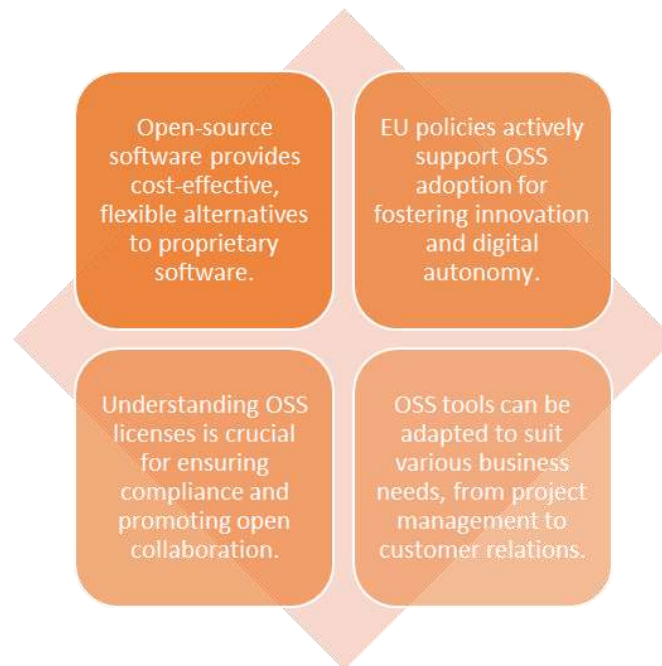 Open-source
software provides
cost-effective,
flexible alternatives
to proprietary
software.
EU policies actively
support OSS
adoption for
fostering innovation
and digital
autonomy.
Understanding OSS
licenses is crucial
for ensuring
compliance and
promoting open
collaboration.
OSS tools can be
adapted to suit
various business
needs, from project
management to
customer relations.